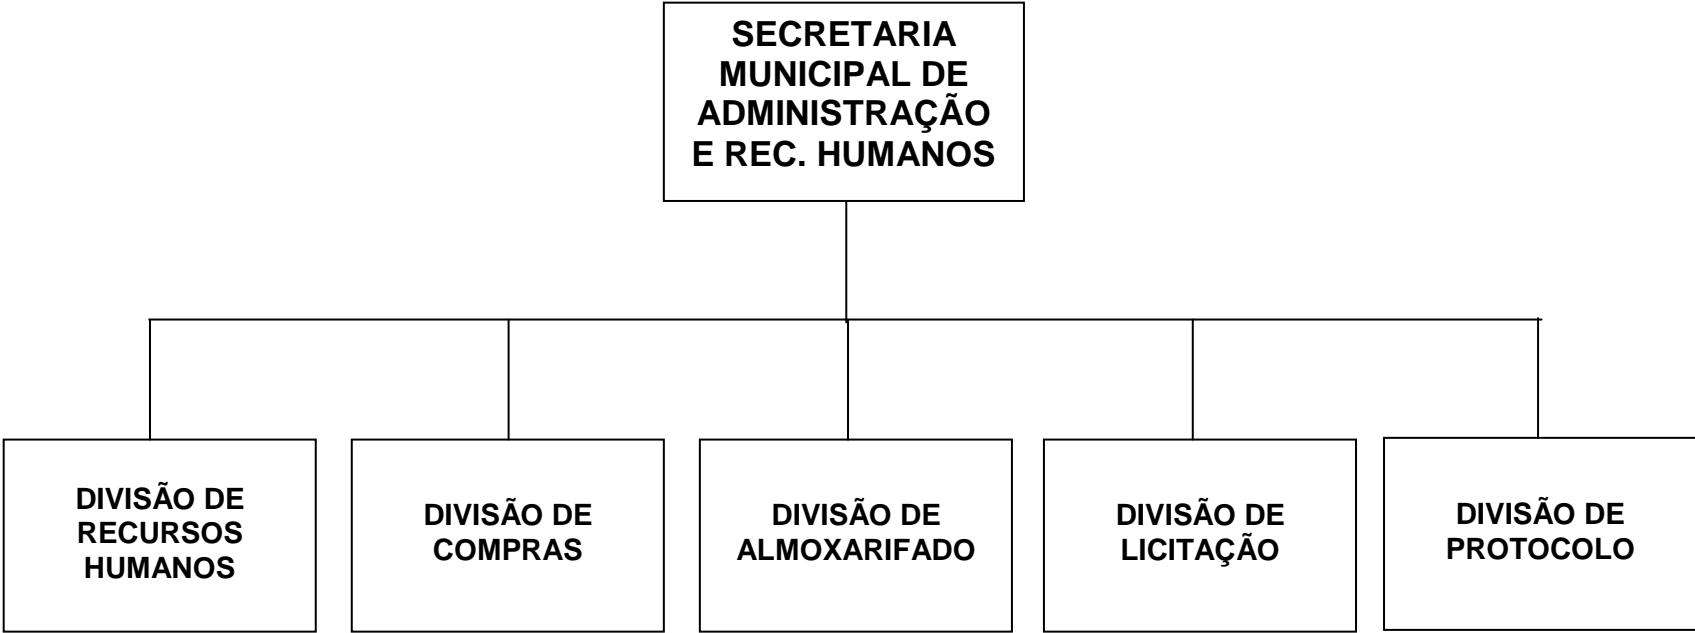 SECRETARIA
MUNICIPAL DE
ADMINISTRAÇÃO
E REC. HUMANOS
DIVISÃO DE
RECURSOS
HUMANOS
DIVISÃO DE
COMPRAS
DIVISÃO DE
ALMOXARIFADO
DIVISÃO DE
LICITAÇÃO
DIVISÃO DE
PROTOCOLO